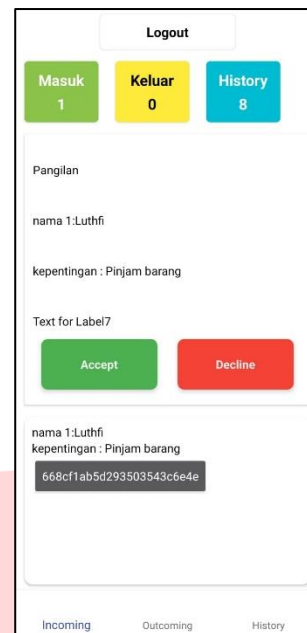 Logout
Masuk Keluar History
1 0 8
Pangilan
nama 1:Luthfi
kepentingan : Pinjam barang
Text for Label7
Accept Decline
nama 1:Luthfi
kepentingan : Pinjam barang
668cf1ab5d293503543c6e4e
Incoming Outcoming History